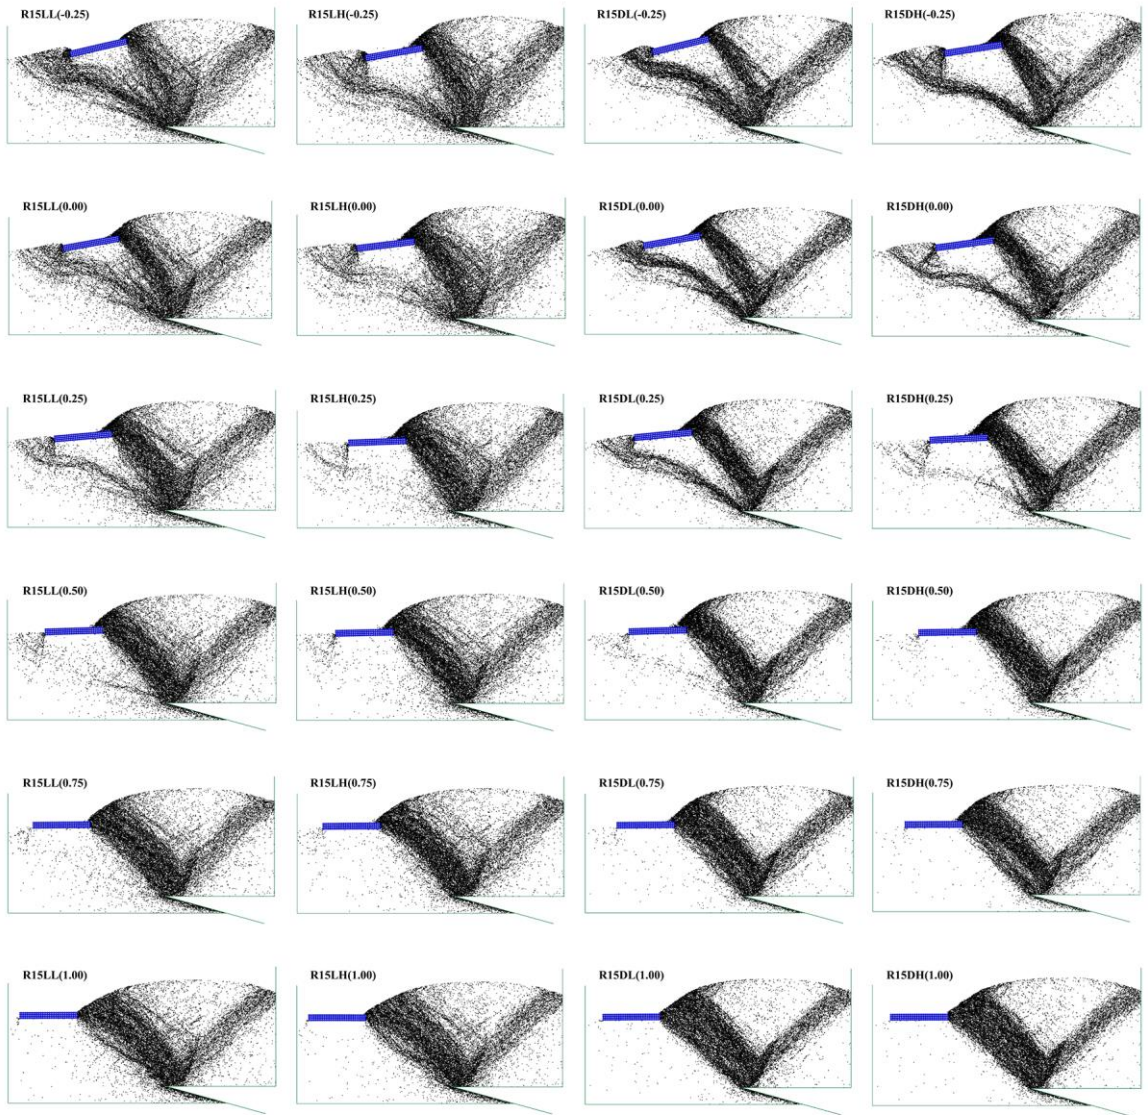 R15LL(-0.25) R15LH(-0.25) R15DL(-0.25) R15DH(-0.25)
R15LL(0.00) R15LH(0.00) R15DL(0.00) R15DH(0.00)
R15LL(0.25) R15LH(0.25) R15DL(0.25) R15DH(0.25)
R15LL(0.50) R15LH(0.50) R15DL(0.50) R15DH(0.50)
R15LL(0.75) R15LH(0.75) R15DL(0.75) R15DH(0.75)
R15LL(1.00) R15LH(1.00) R15DL(1.00) R15DH(1.00)